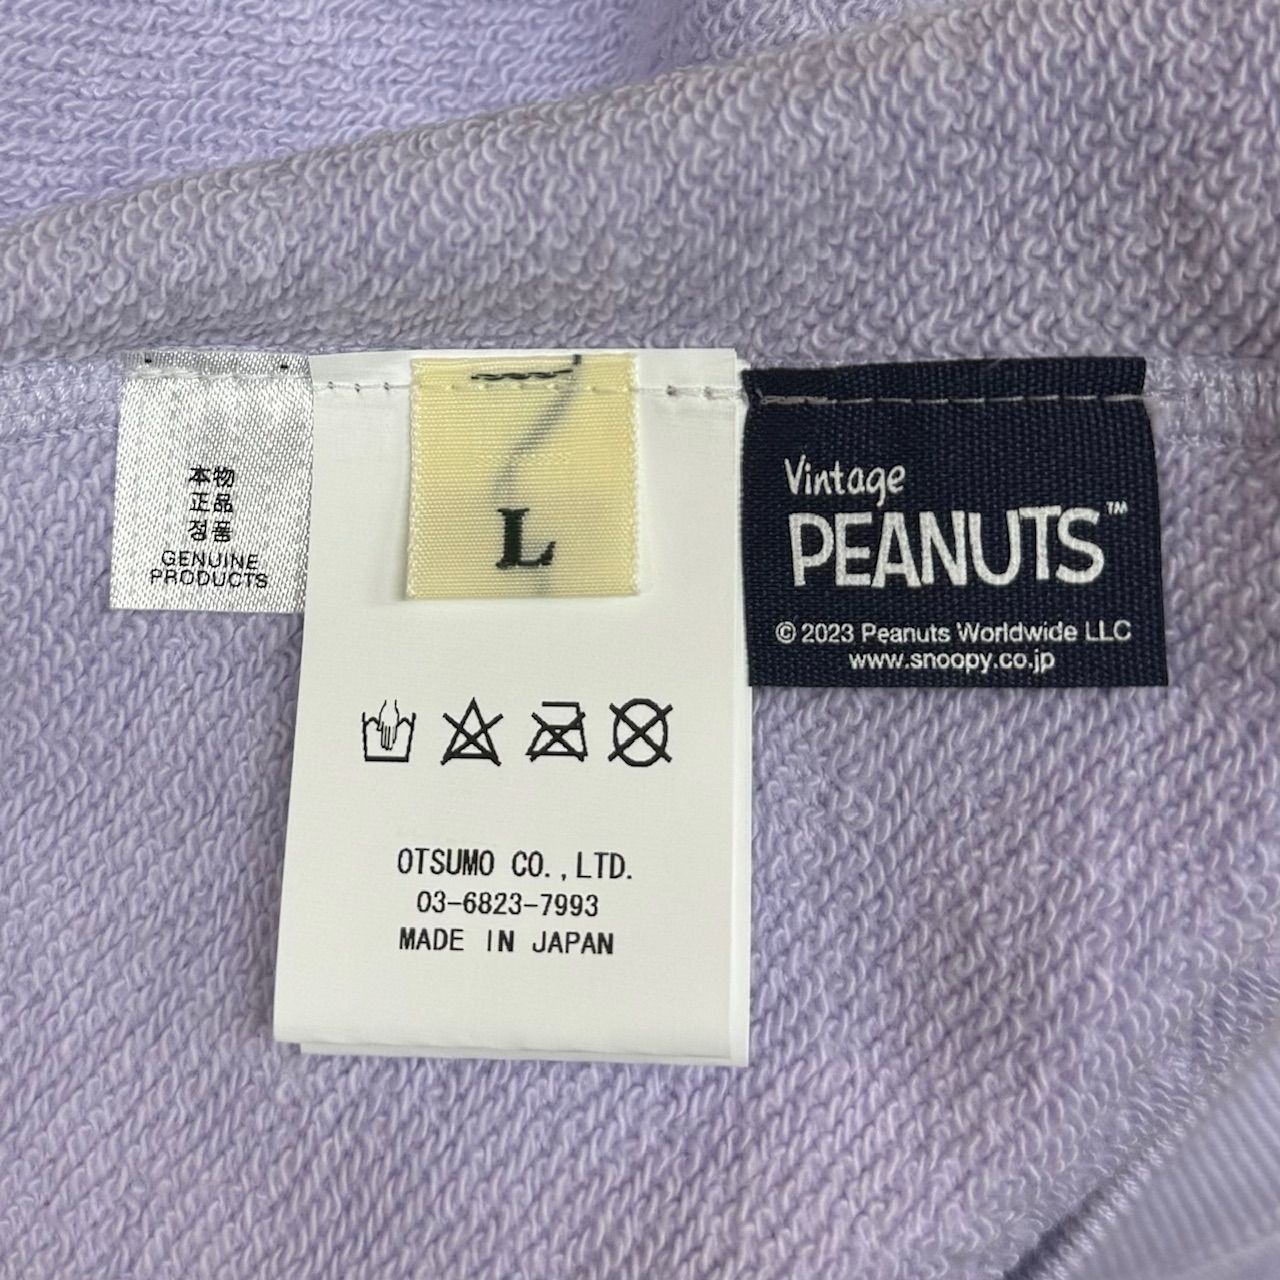 本物
正品
정품
GENUINE
PRODUCTS
L
OTSUMO CO.,LTD.
03-6823-7993
MADE IN JAPAN
Vintage
PEANUTS™
© 2023 Peanuts Worldwide LLC
www.snoopy.co.jp